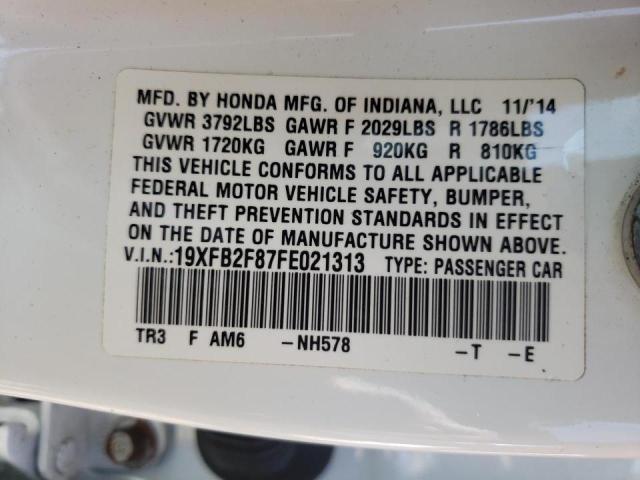 MFD. BY HONDA MFG. OF INDIANA, LLC 11/'14
GVWR 3792LBS GAWR F 2029LBS R 1786LBS
GVWR 1720KG GAWR F 920KG R 810KG
THIS VEHICLE CONFORMS TO ALL APPLICABLE
FEDERAL MOTOR VEHICLE SAFETY, BUMPER,
AND THEFT PREVENTION STANDARDS IN EFFECT
ON THE DATE OF MANUFACTURE SHOWN ABOVE.
V.I.N.: 19XFB2F87FE021313 TYPE: PASSENGER CAR
TR3 F AM6 -NH578 -T -E